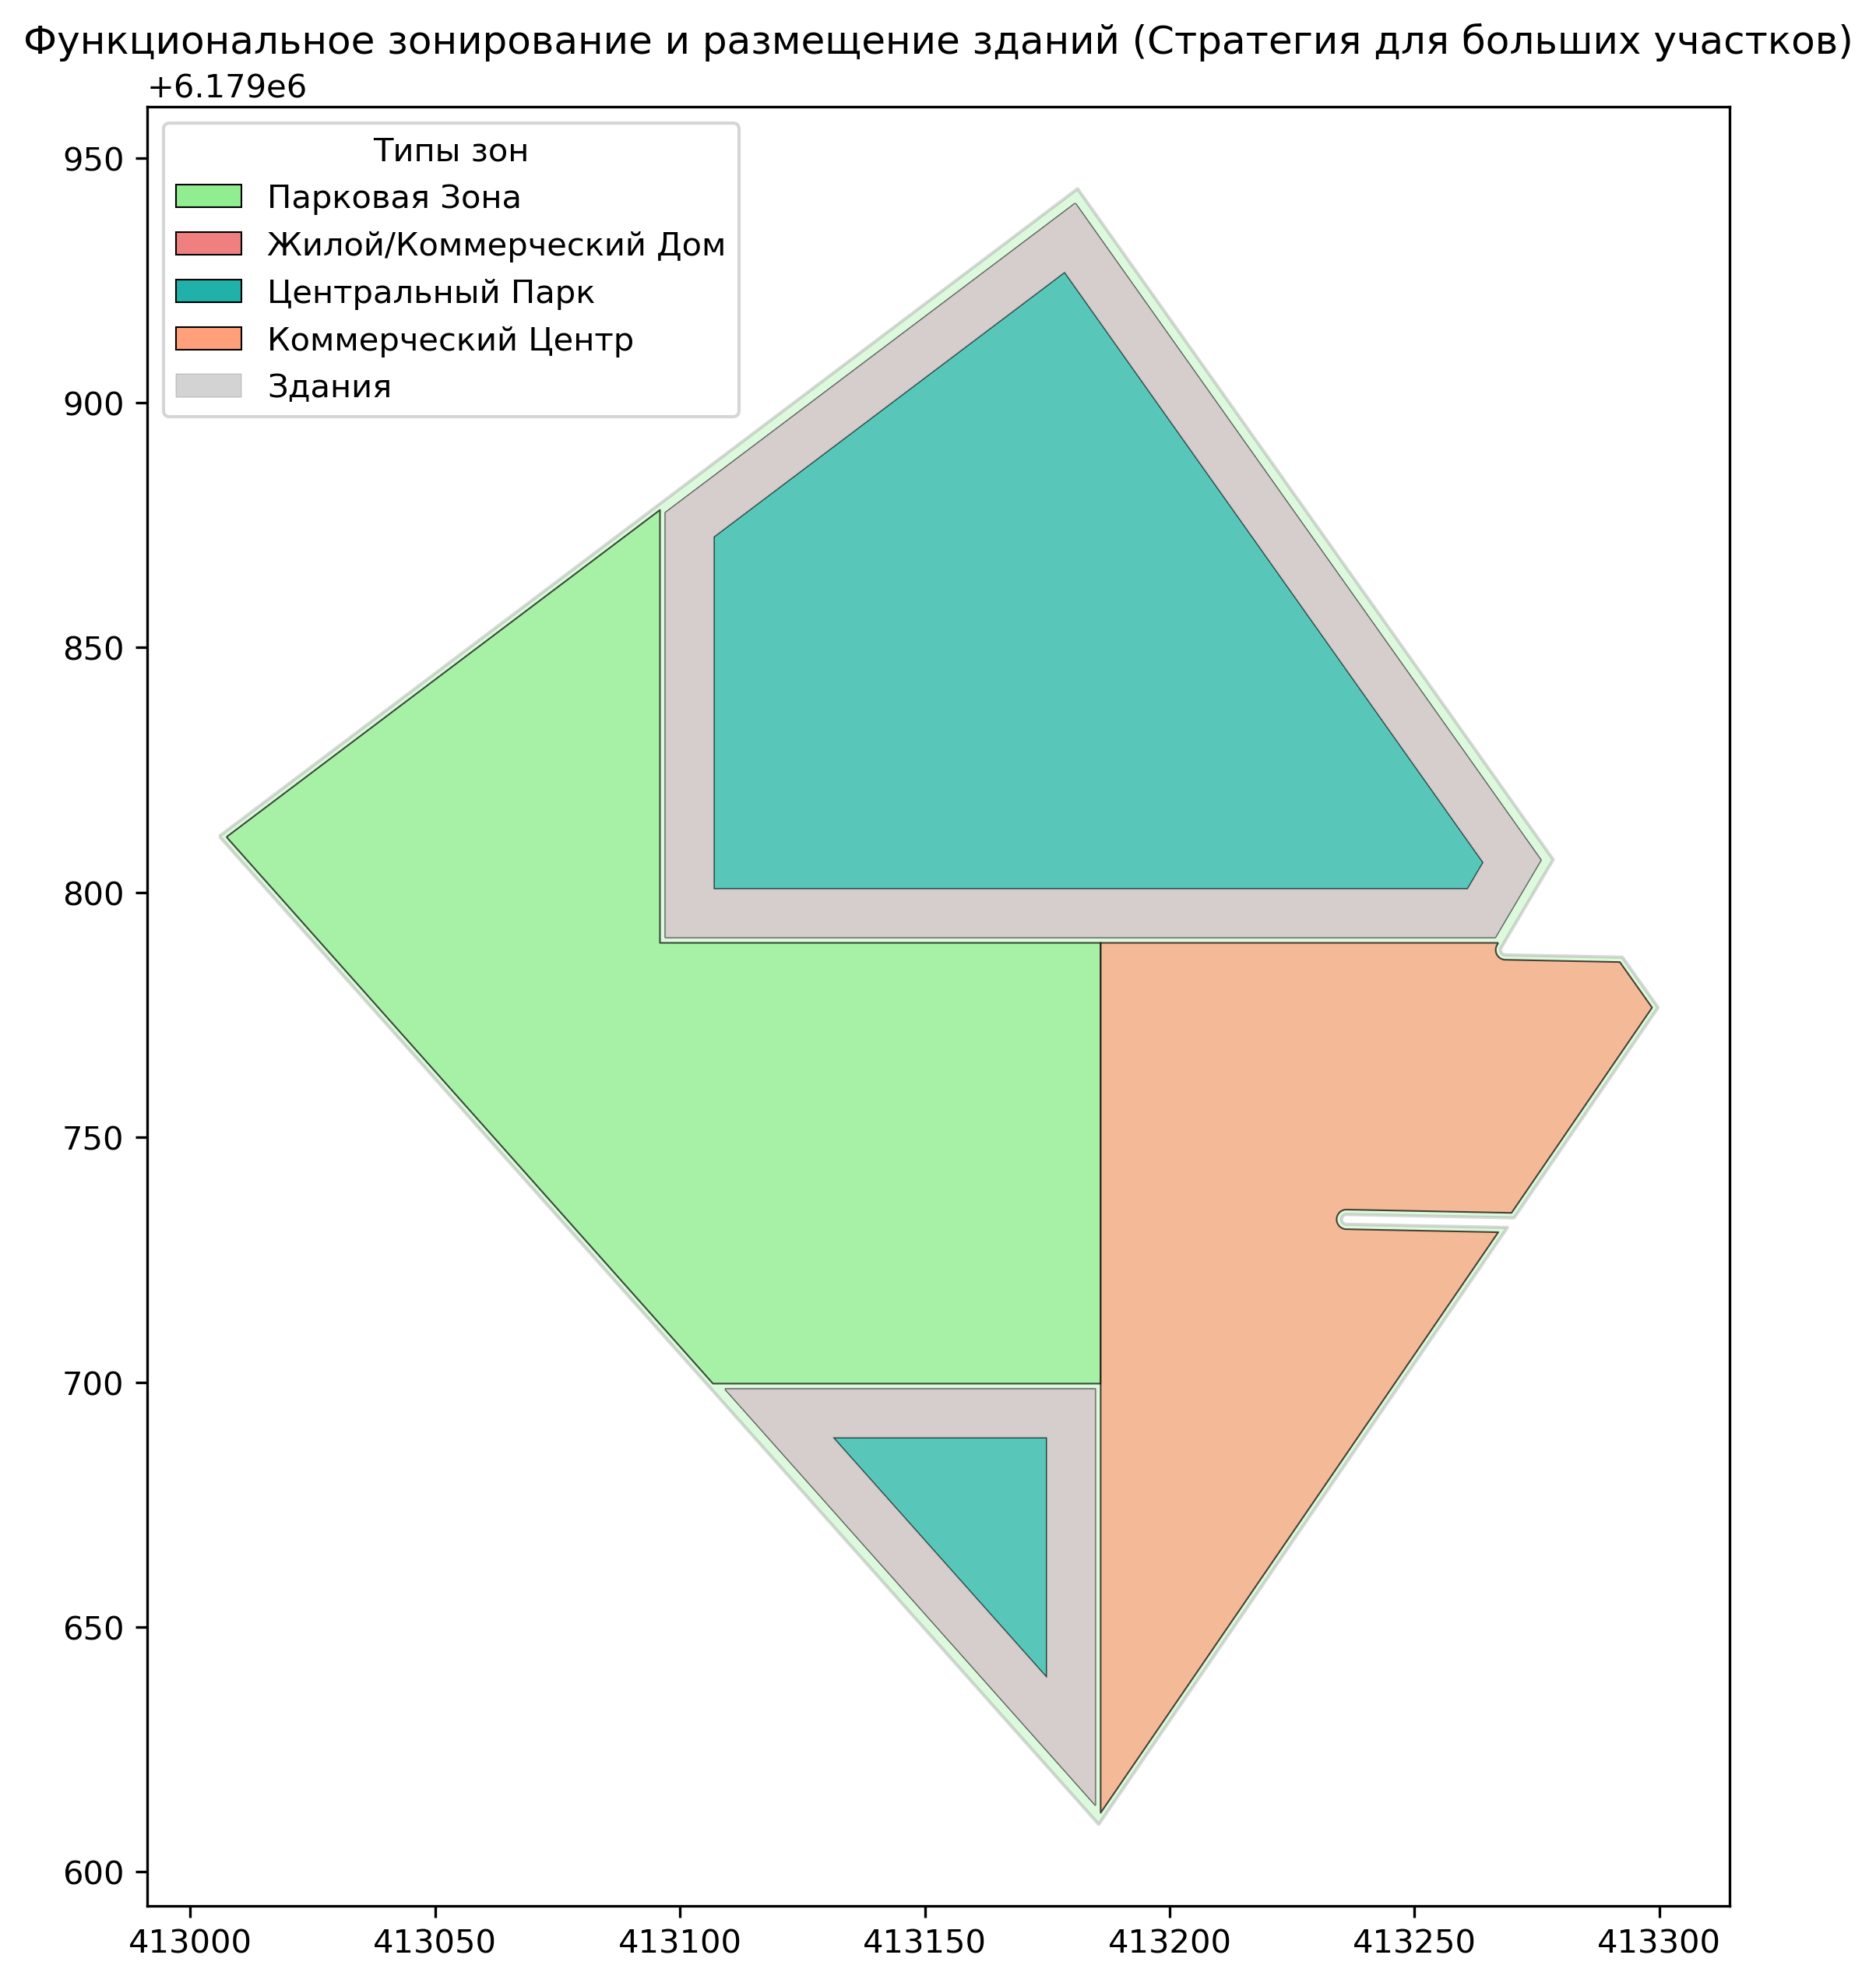 Функциональное зонирование и размещение зданий (Стратегия для больших участков)
+6.179e6
Типы зон
Парковая Зона
Жилой/Коммерческий Дом
Центральный Парк
Коммерческий Центр
Здания
950
900
850
800
750
700
650
600
413000 413050 413100 413150 413200 413250 413300